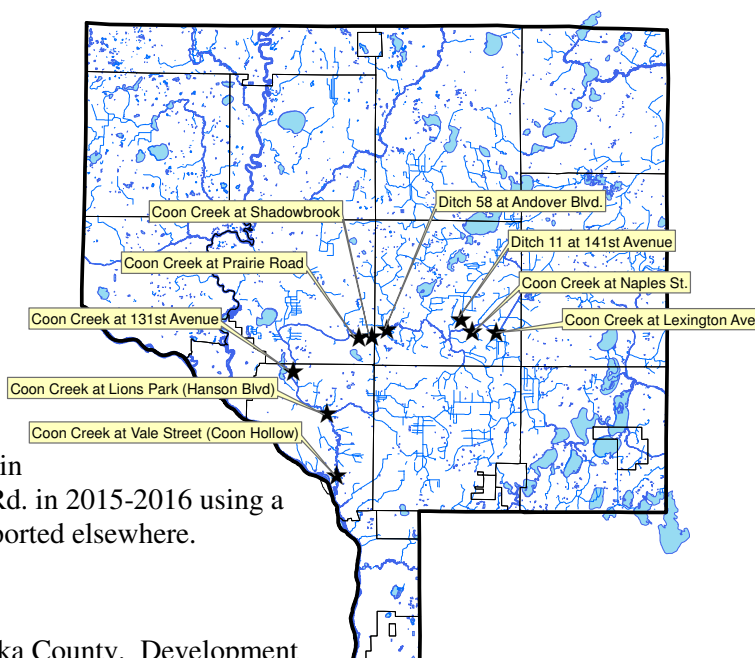 Ditch 58 at Andover Blvd.
Coon Creek at Shadowbrook
Ditch 11 at 141st Avenue
Coon Creek at Prairie Road
Coon Creek at Naples St.
Coon Creek at 131st Avenue
Coon Creek at Lexington Ave
Coon Creek at Lions Park (Hanson Blvd)
Coon Creek at Vale Street (Coon Hollow)
in
Rd. in 2015-2016 using a
ported elsewhere.
ka County. Development